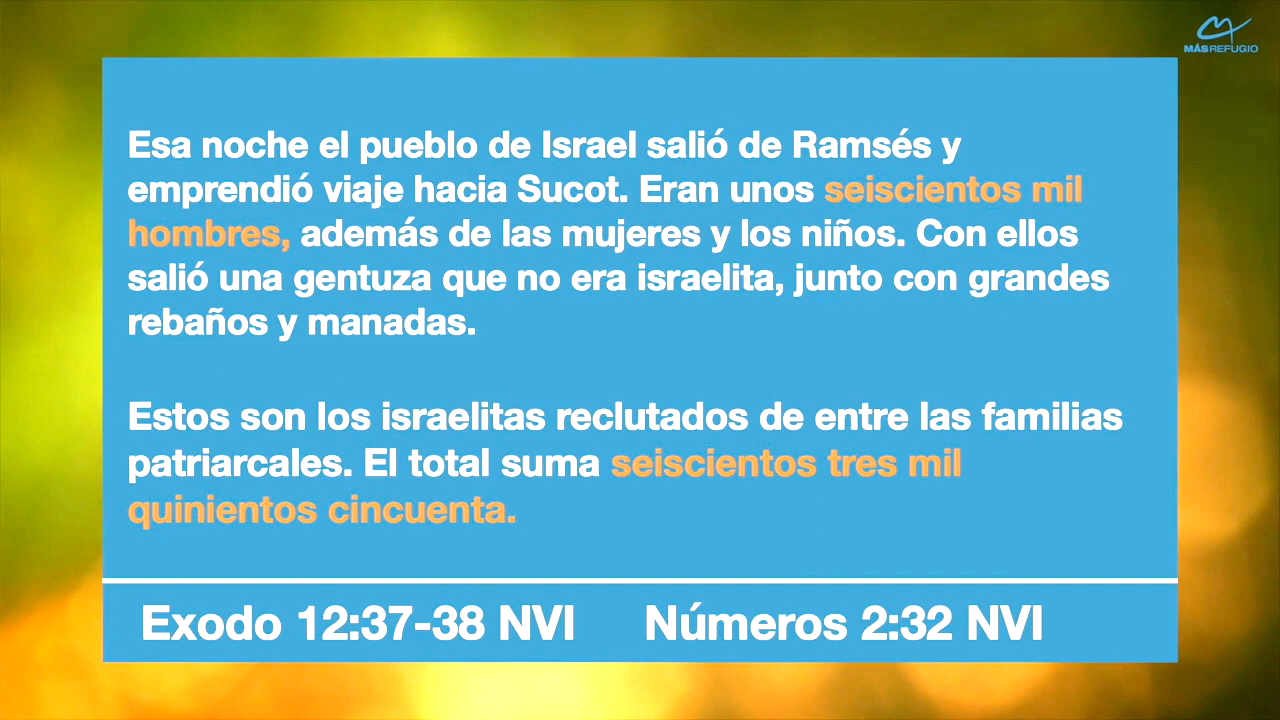 MÁSREFUGIO
Esa noche el pueblo de Israel salió de Ramsés y
emprendió viaje hacia Sucot. Eran unos seiscientos mil
hombres, además de las mujeres y los niños. Con ellos
salió una gentuza que no era israelita, junto con grandes
rebaños y manadas.
Estos son los israelitas reclutados de entre las familias
patriarcales. El total suma seiscientos tres mil
quinientos cincuenta.
Exodo 12:37-38 NVI Números 2:32 NVI